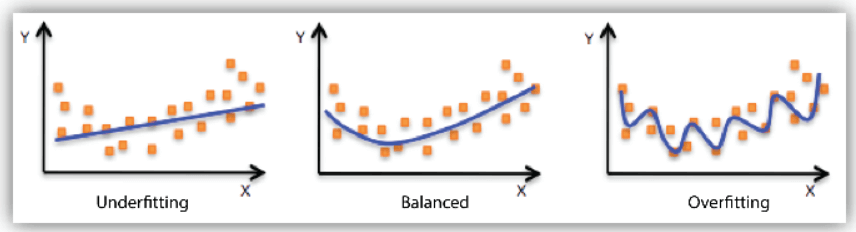 Y
X
Underfitting
Y
X
Balanced
Y
X
Overfitting